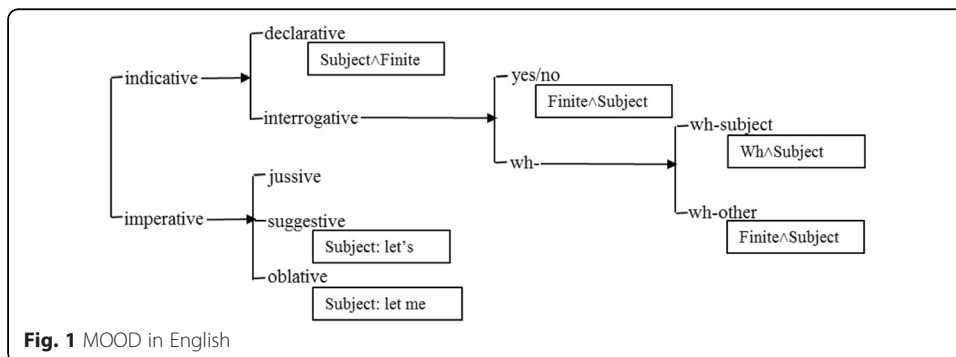 declarative
Subject˄Finite
indicative
yes/no
Finite˄Subject
interrogative
wh-subject
Wh˄Subject
wh-
jussive
wh-other
imperative
suggestive
Finite˄Subject
Subject: let's
oblative
Subject: let me
Fig. 1 MOOD in English